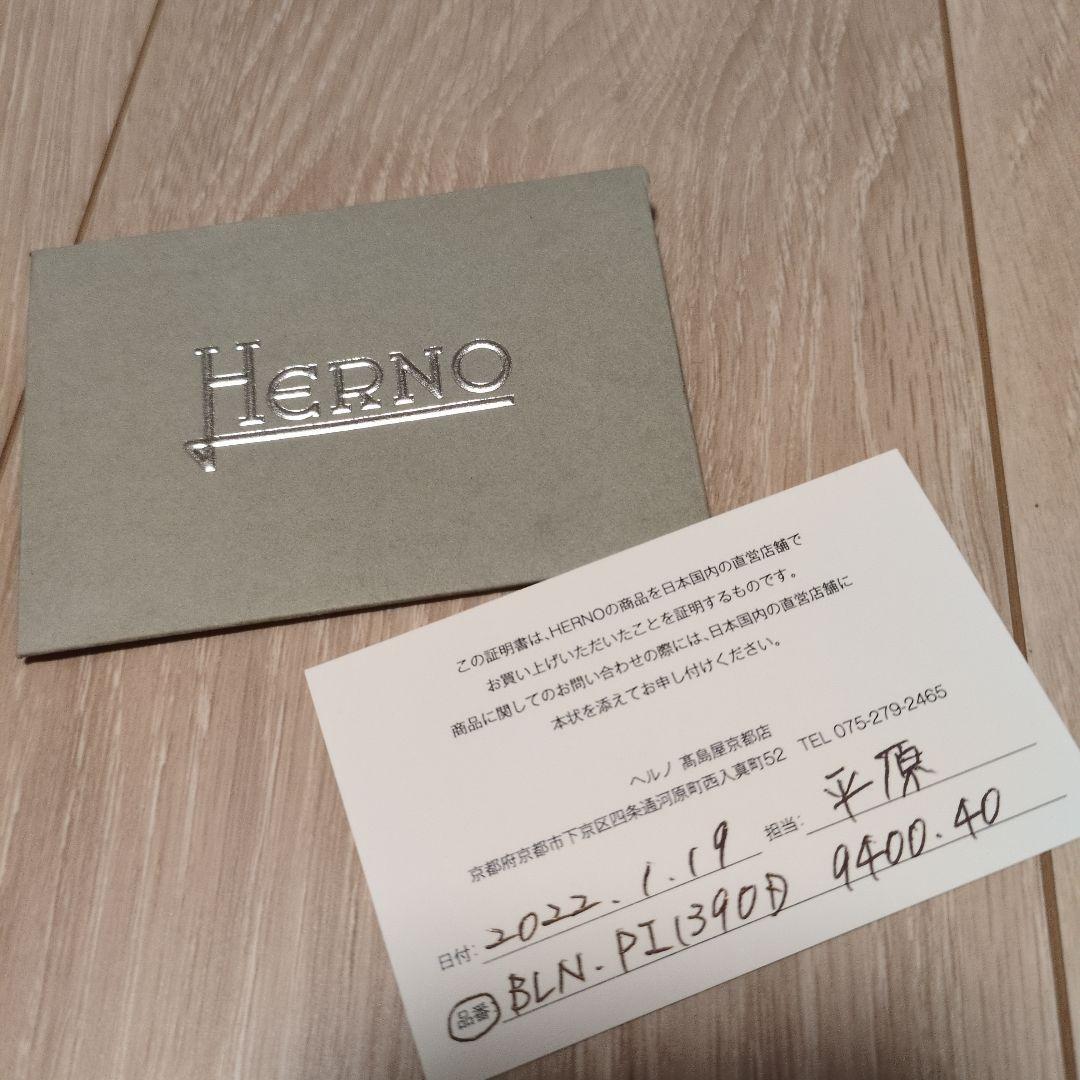 HERNO
この証明書は、HERNOの商品を日本国内の直営店舗で
お買い上げいただいたことを証明するものです。
商品に関してのお問い合わせの際には、日本国内の直営店舗に
本状を添えてお申し付けください。
ヘルノ 髙島屋京都店
京都府京都市下京区四条通河原町西入真町52 TEL 075-279-2465
日付: 2022.1.19 担当:
品番 BLN.PI1390D 9400.40